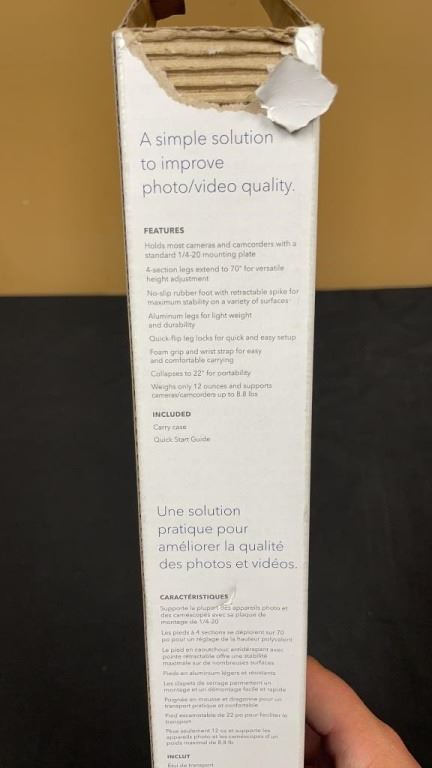 A simple solution
to improve
photo/video quality.
FEATURES
Holds most cameras and camcorders with a
standard 1/4-20 mounting plate
4-section legs extend to 70" for versatile
height adjustment
No-slip rubber foot with retractable spike for
maximum stability on a variety of surfaces
Aluminum legs for light weight
and durability
Quick-flip leg locks for quick and easy setup
Foam grip and wrist strap for easy
and comfortable carrying
Collapses to 22" for portability
Weighs only 12 ounces and supports
cameras/camcorders up to 8.8 lbs
INCLUDED
Carry case
Quick Start Guide
Une solution
pratique pour
améliorer la qualité
des photos et vidéos.
CARACTÉRISTIQUES
Supporte la plupart des appareils photo et
des caméscopes avec sa plaque de
montage de 1/4-20
Les pieds à 4 sections se déploient sur 70
po pour un réglage de la hauteur polyvalent
Le pied en caoutchouc antidérapant avec
pointe rétractable offre une stabilité
maximale sur de nombreuses surfaces
Pieds en aluminium légers et résistants
Les clapets de serrage permettent un
montage et un démontage facile et rapide
Poignée en mousse et dragonne pour un
transport pratique et confortable
Pied escamotable de 22 po pour faciliter le
transport
Pèse seulement 12 oz et supporte les
appareils photo et les caméscopes d'un
poids maximal de 8,8 lb
INCLUT
Étui de transport